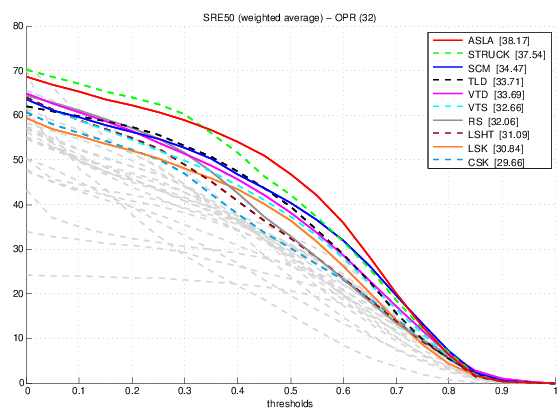 SRE50 (weighted average) – OPR (32)
80
70
60
50
40
30
20
10
0
ASLA [38.17]
STRUCK [37.54]
SCM [34.47]
TLD [33.71]
VTD [33.69]
VTS [32.66]
RS [32.06]
LSHT [31.09]
LSK [30.84]
CSK [29.66]
0 0.1 0.2 0.3 0.4 0.5 0.6 0.7 0.8 0.9 1
thresholds